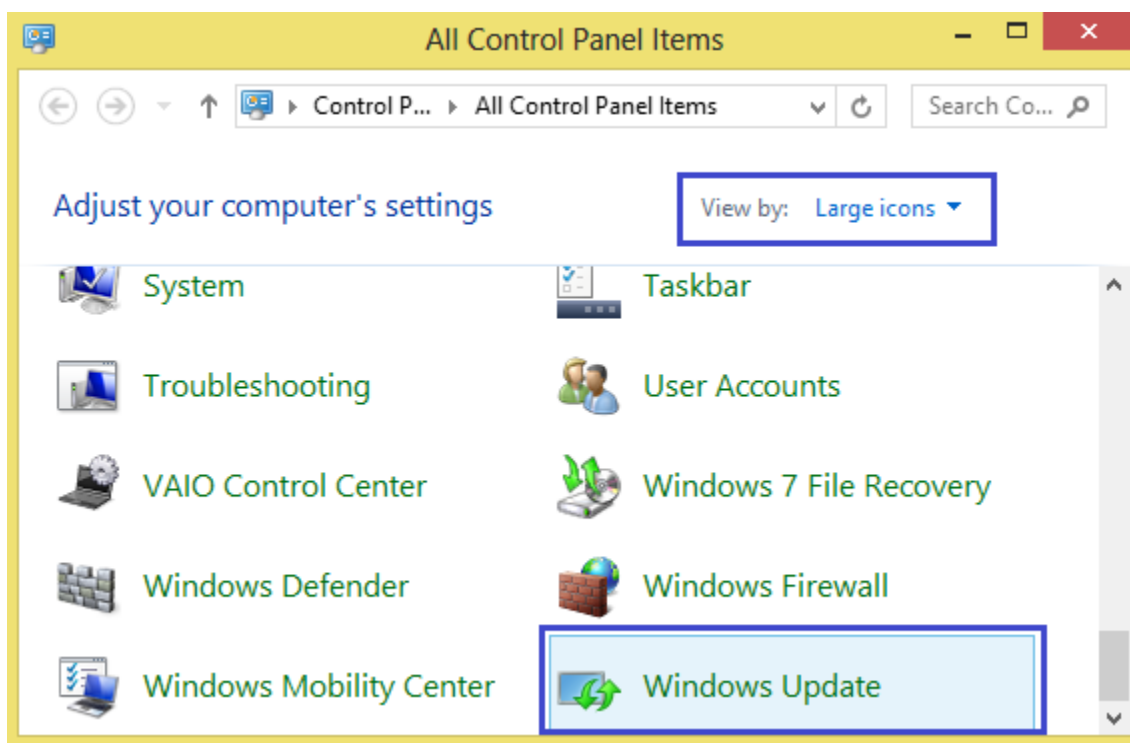 All Control Panel Items
Control P... All Control Panel Items Search Co...
Adjust your computer's settings View by: Large icons
System Taskbar
Troubleshooting User Accounts
VAIO Control Center Windows 7 File Recovery
Windows Defender Windows Firewall
Windows Mobility Center Windows Update